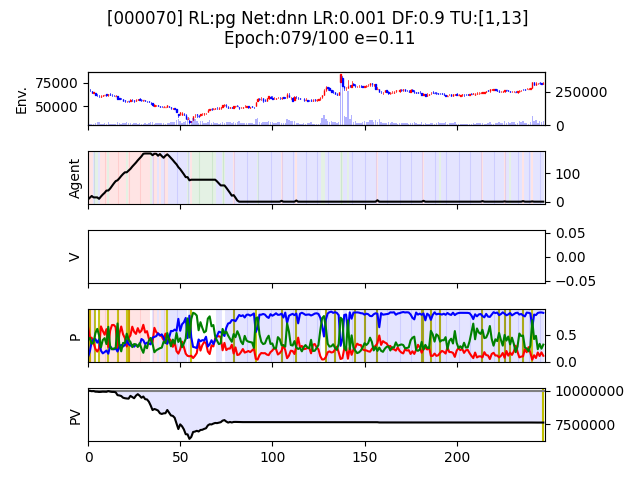 [000070] RL:pg Net:dnn LR:0.001 DF:0.9 TU:[1,13]
Epoch:079/100 e=0.11
Env.
75000
50000
250000
0
Agent
100
0
V
0.05
0.00
−0.05
P
0.5
0.0
PV
10000000
7500000
0 50 100 150 200